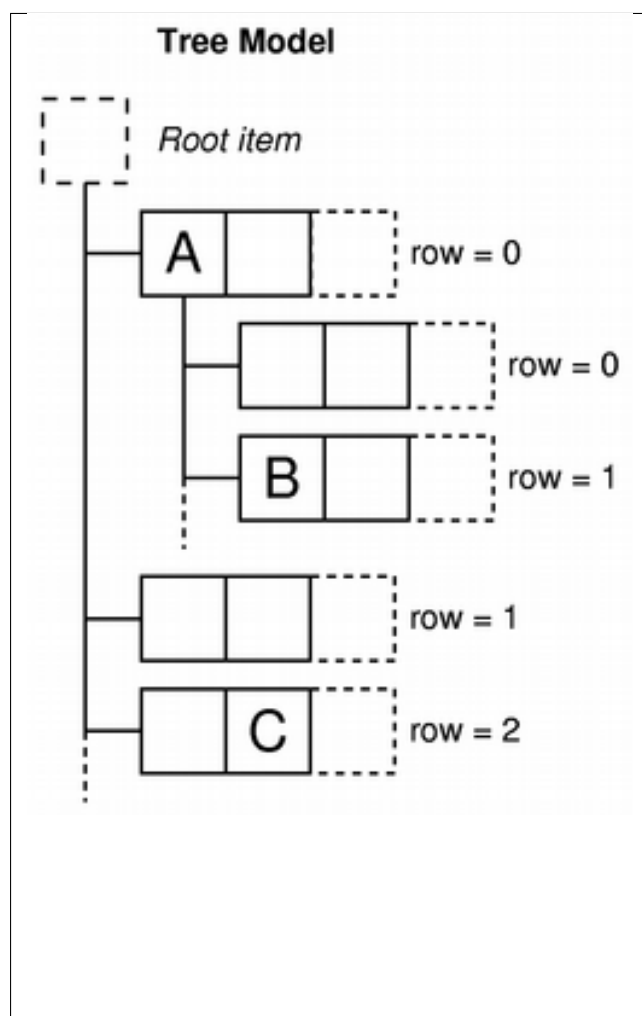 Tree Model
Root item
A row = 0
row = 0
B row = 1
row = 1
C row = 2